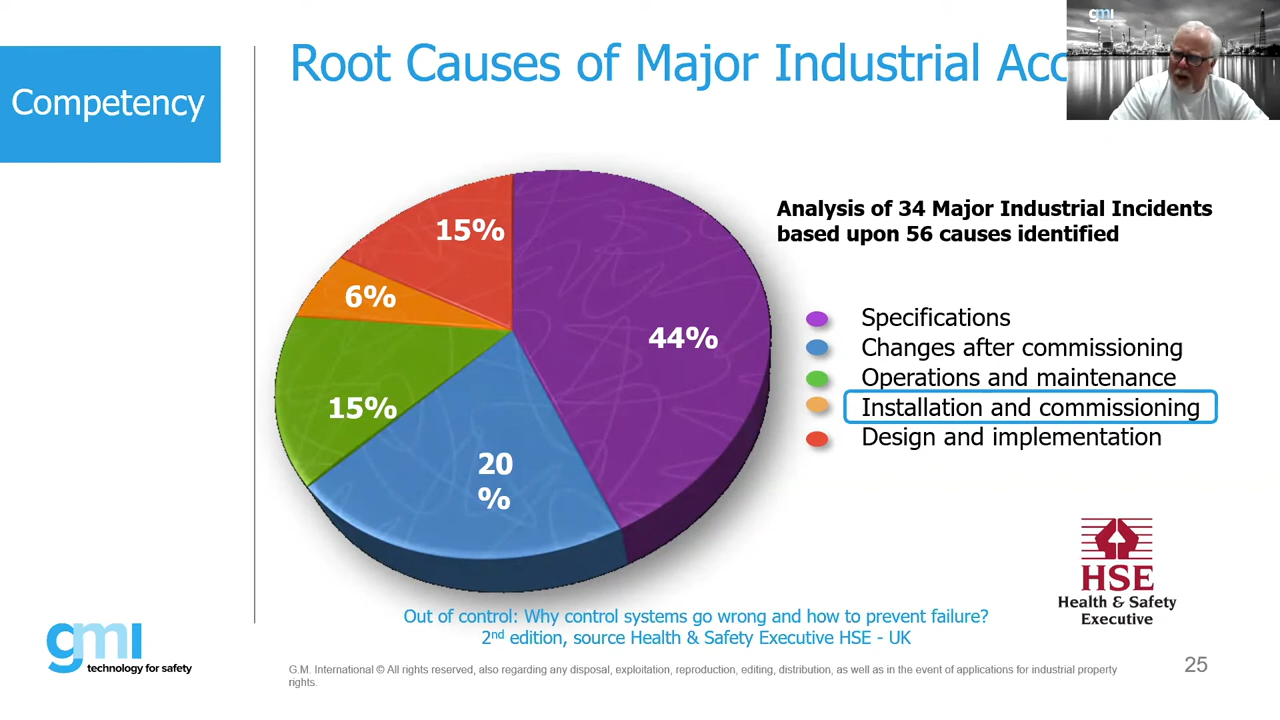 Competency
Root Causes of Major Industrial
gmi
15%
6%
44%
15%
20
%
Analysis of 34 Major Industrial Incidents
based upon 56 causes identified
Specifications
Changes after commissioning
Operations and maintenance
Installation and commissioning
Design and implementation
HSE
Health & Safety
Executive
Out of control: Why control systems go wrong and how to prevent failure?
2nd edition, source Health & Safety Executive HSE - UK
gmi
technology for safety
G.M. International © All rights reserved, also regarding any disposal, exploitation, reproduction, editing, distribution, as well as in the event of applications for industrial property
rights.
25